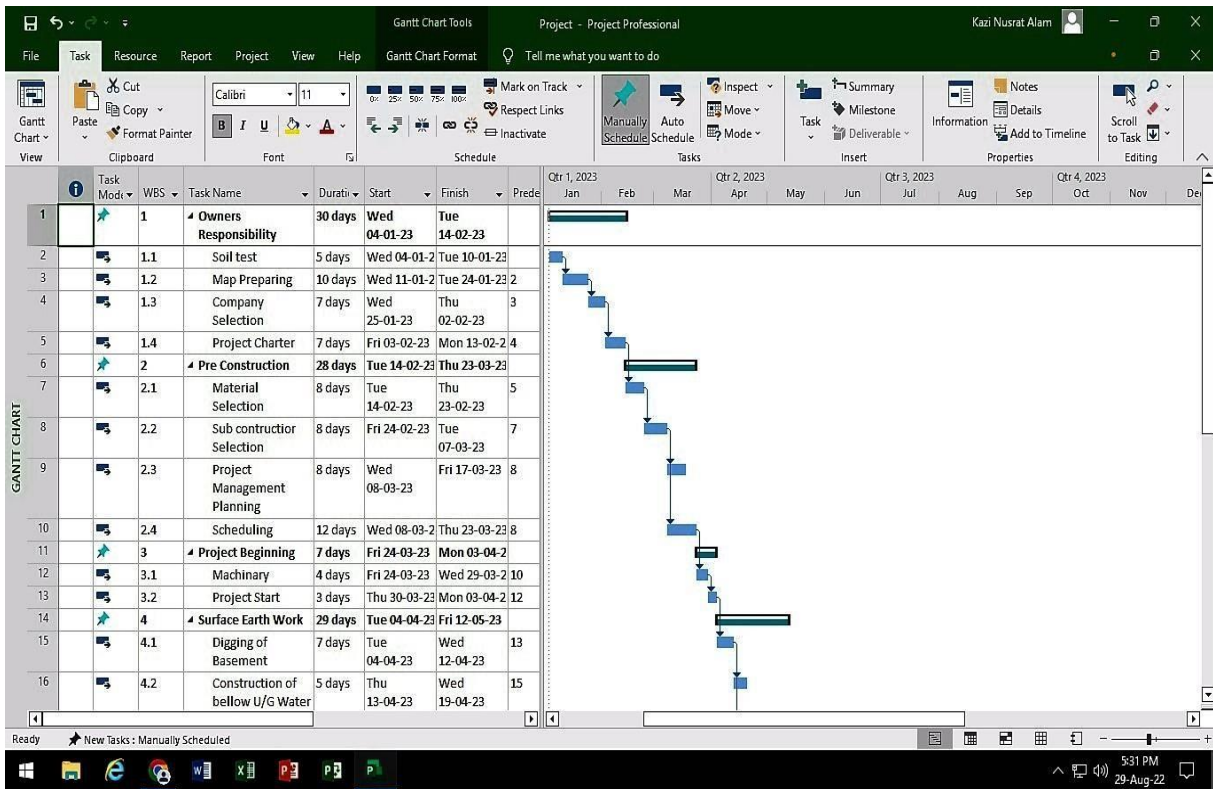 Gantt Chart Tools Project - Project Professional Kazi Nusrat Alam
File Task Resource Report Project View Help Gantt Chart Format Tell me what you want to do
Gantt Chart
View
Paste
Cut
Copy
Format Painter
Clipboard
Calibri 11
B I U A
Font
0% 25% 50% 75% 100%
Mark on Track
Respect Links
Inactivate
Schedule
Manually Schedule
Auto Schedule
Inspect
Move
Mode
Tasks
Task
Summary
Milestone
Deliverable
Insert
Information
Notes
Details
Add to Timeline
Properties
Scroll to Task
Editing
Task Mode WBS Task Name Durati Start Finish Prede
Qtr 1, 2023 Qtr 2, 2023 Qtr 3, 2023 Qtr 4, 2023
Jan Feb Mar Apr May Jun Jul Aug Sep Oct Nov De
GANTT CHART
1 1 Owners Responsibility 30 days Wed 04-01-23 Tue 14-02-23
2 1.1 Soil test 5 days Wed 04-01-2 Tue 10-01-23
3 1.2 Map Preparing 10 days Wed 11-01-2 Tue 24-01-23 2
4 1.3 Company Selection 7 days Wed 25-01-23 Thu 02-02-23 3
5 1.4 Project Charter 7 days Fri 03-02-23 Mon 13-02-2 4
6 2 Pre Construction 28 days Tue 14-02-23 Thu 23-03-23
7 2.1 Material Selection 8 days Tue 14-02-23 Thu 23-02-23 5
8 2.2 Sub contructior Selection 8 days Fri 24-02-23 Tue 07-03-23 7
9 2.3 Project Management Planning 8 days Wed 08-03-23 Fri 17-03-23 8
10 2.4 Scheduling 12 days Wed 08-03-2 Thu 23-03-23 8
11 3 Project Beginning 7 days Fri 24-03-23 Mon 03-04-2
12 3.1 Machinary 4 days Fri 24-03-23 Wed 29-03-2 10
13 3.2 Project Start 3 days Thu 30-03-23 Mon 03-04-2 12
14 4 Surface Earth Work 29 days Tue 04-04-23 Fri 12-05-23
15 4.1 Digging of Basement 7 days Tue 04-04-23 Wed 12-04-23 13
16 4.2 Construction of bellow U/G Water 5 days Thu 13-04-23 Wed 19-04-23 15
Ready New Tasks : Manually Scheduled
5:31 PM
29-Aug-22